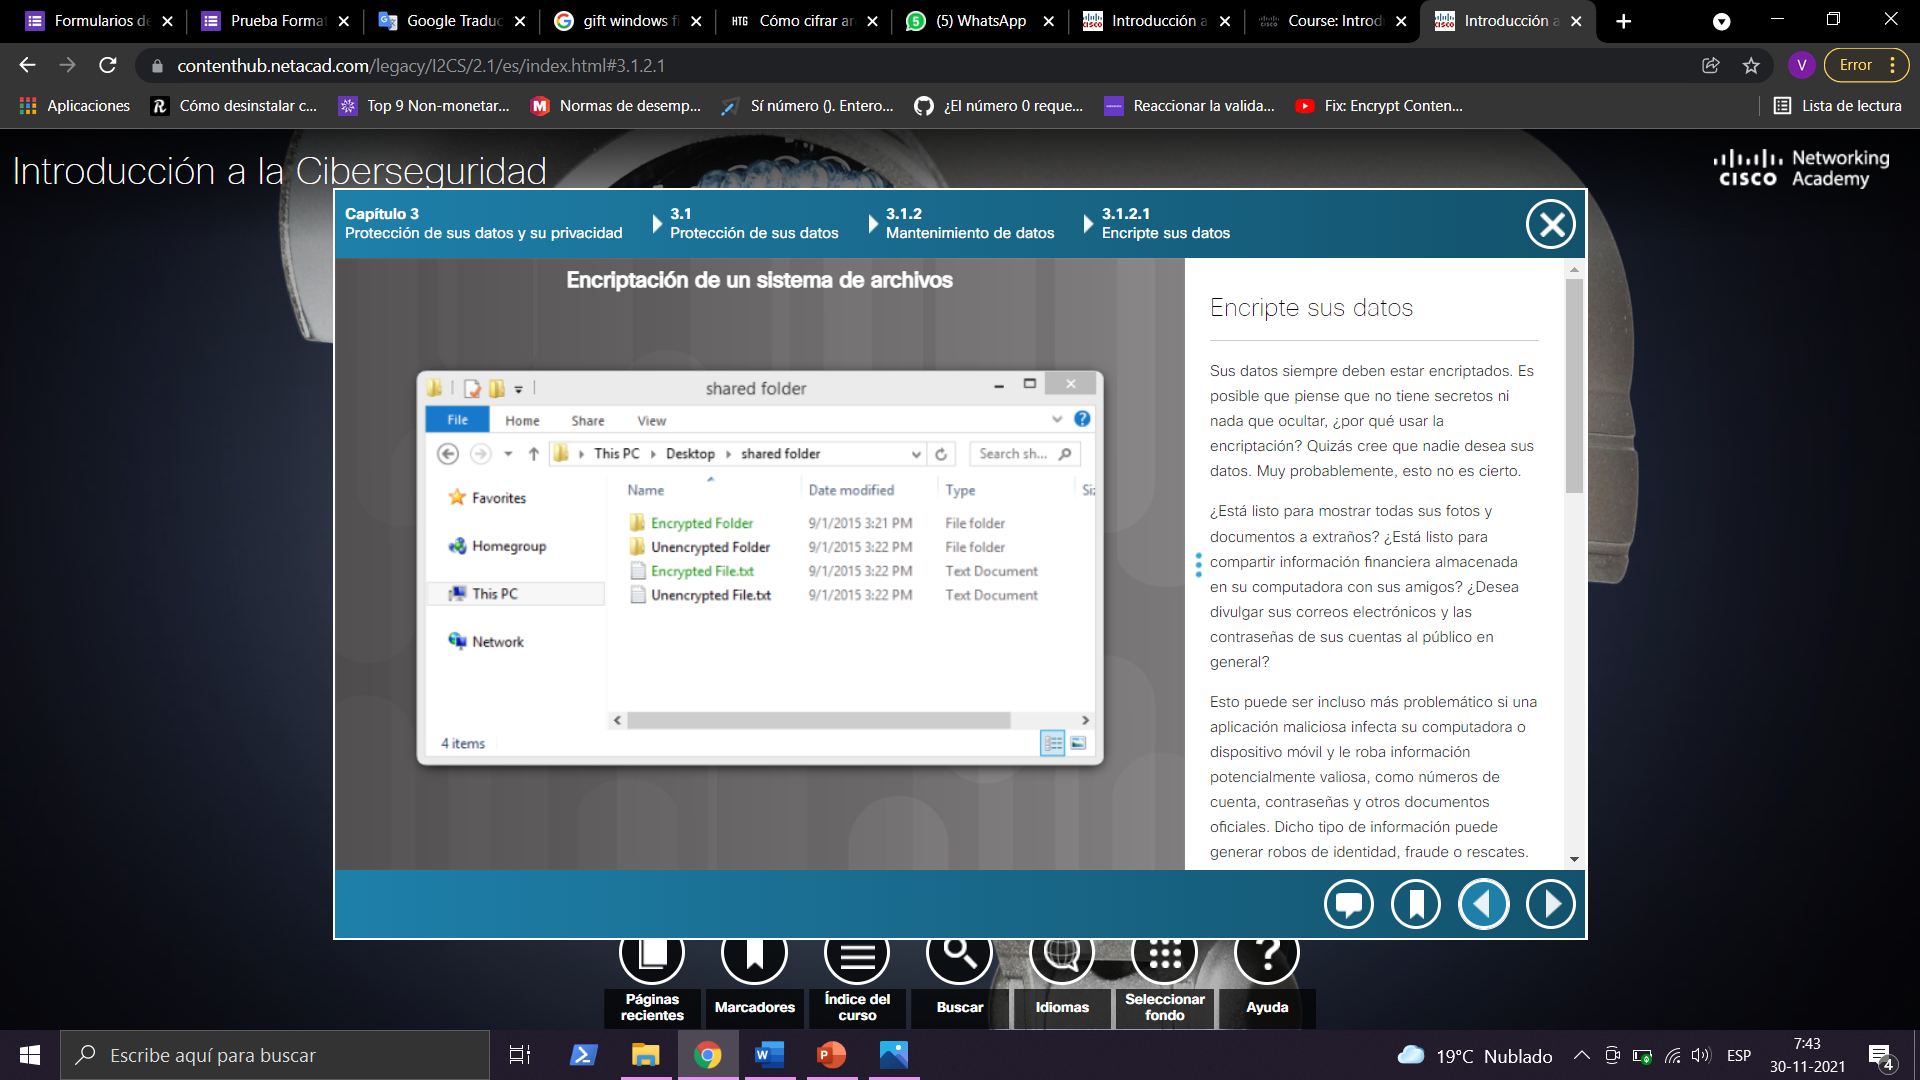 Formularios de
Prueba Format
Google Traduc
gift windows fi
HTG Cómo cifrar ar
5 (5) WhatsApp
Introducción a
Course: Introd
Introducción a
contenthub.netacad.com/legacy/I2CS/2.1/es/index.html#3.1.2.1
V Error
Aplicaciones
Cómo desinstalar c...
Top 9 Non-monetar...
Normas de desemp...
Sí número (). Entero...
¿El número 0 reque...
Reaccionar la valida...
Fix: Encrypt Conten...
Lista de lectura
Introducción a la Ciberseguridad
CISCO Networking
Academy
Capítulo 3
Protección de sus datos y su privacidad
3.1
Protección de sus datos
3.1.2
Mantenimiento de datos
3.1.2.1
Encripte sus datos
Encriptación de un sistema de archivos
shared folder
File Home Share View
This PC Desktop shared folder
Search sh...
Name Date modified Type Siz
Favorites
Homegroup
This PC
Network
Encrypted Folder 9/1/2015 3:21 PM File folder
Unencrypted Folder 9/1/2015 3:22 PM File folder
Encrypted File.txt 9/1/2015 3:22 PM Text Document
Unencrypted File.txt 9/1/2015 3:22 PM Text Document
4 items
Encripte sus datos
Sus datos siempre deben estar encriptados. Es
posible que piense que no tiene secretos ni
nada que ocultar, ¿por qué usar la
encriptación? Quizás cree que nadie desea sus
datos. Muy probablemente, esto no es cierto.
¿Está listo para mostrar todas sus fotos y
documentos a extraños? ¿Está listo para
compartir información financiera almacenada
en su computadora con sus amigos? ¿Desea
divulgar sus correos electrónicos y las
contraseñas de sus cuentas al público en
general?
Esto puede ser incluso más problemático si una
aplicación maliciosa infecta su computadora o
dispositivo móvil y le roba información
potencialmente valiosa, como números de
cuenta, contraseñas y otros documentos
oficiales. Dicho tipo de información puede
generar robos de identidad, fraude o rescates.
Páginas
recientes
Marcadores
Índice del
curso
Buscar
Idiomas
Seleccionar
fondo
Ayuda
Escribe aquí para buscar
19°C Nublado
ESP
7:43
30-11-2021
4